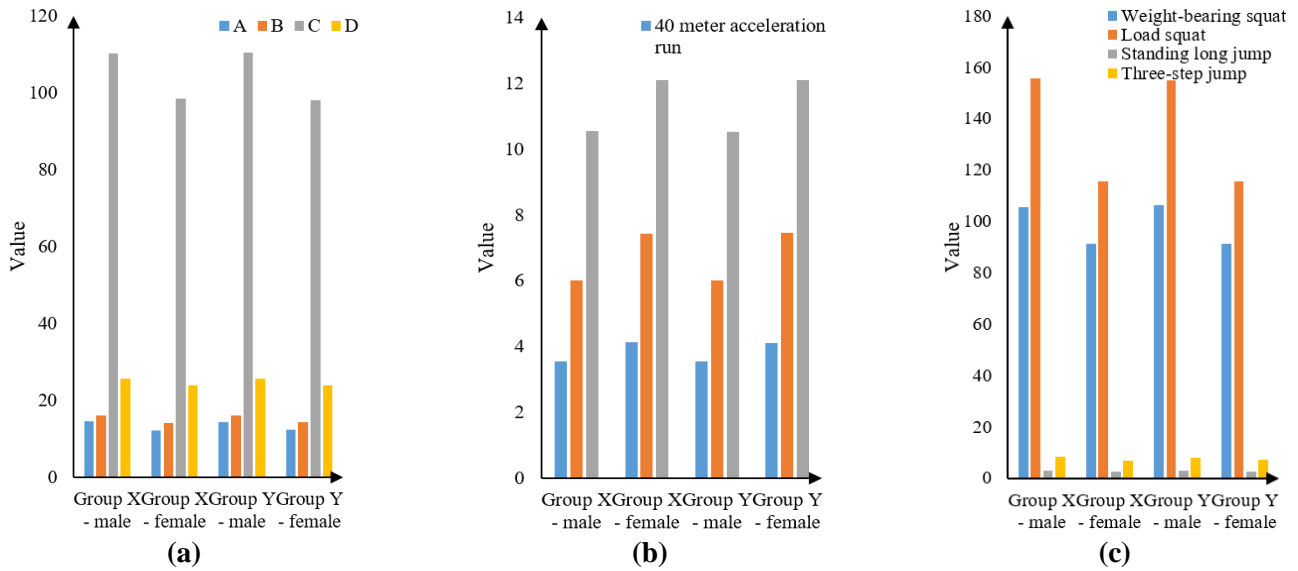 120
100
80
60
40
20
0
Value
A B C D
Group X - male
Group X - female
Group Y - male
Group Y - female
(a)
14
12
10
8
6
4
2
0
Value
40 meter acceleration
run
Group X - male
Group X - female
Group Y - male
Group Y - female
(b)
180
160
140
120
100
80
60
40
20
0
Value
Weight-bearing squat
Load squat
Standing long jump
Three-step jump
Group X - male
Group X - female
Group Y - male
Group Y - female
(c)